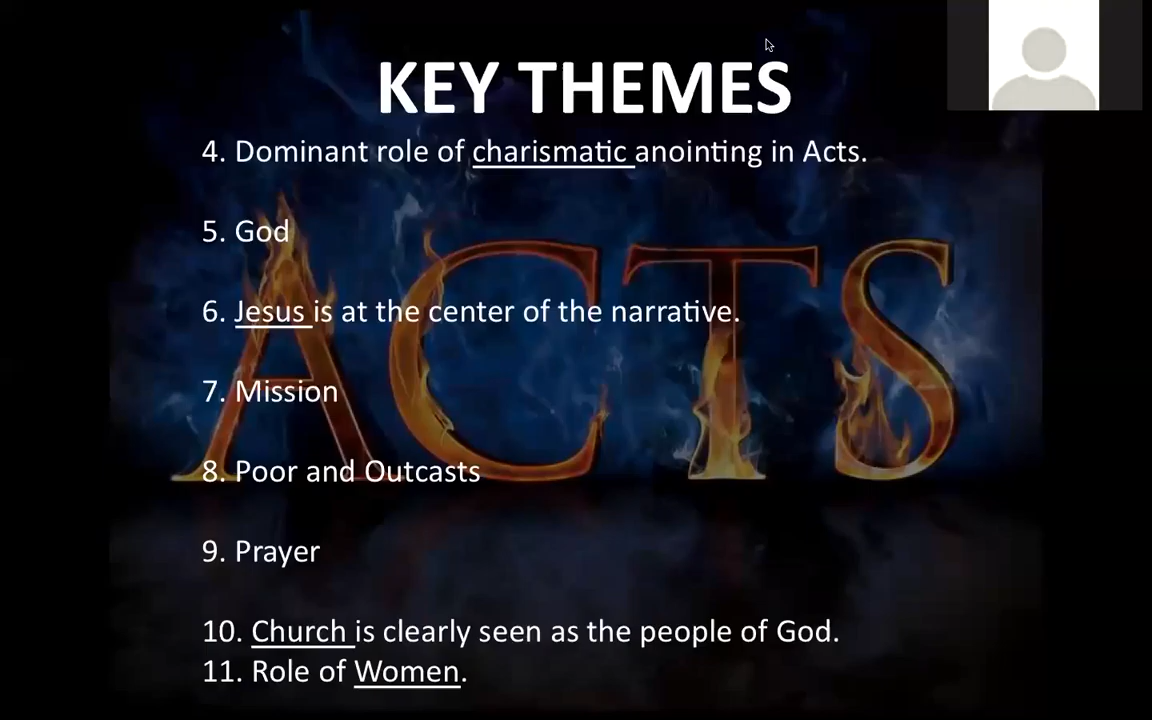 KEY THEMES
4. Dominant role of charismatic anointing in Acts.
5. God
ACTS
6. Jesus is at the center of the narrative.
7. Mission
8. Poor and Outcasts
9. Prayer
10. Church is clearly seen as the people of God.
11. Role of Women.